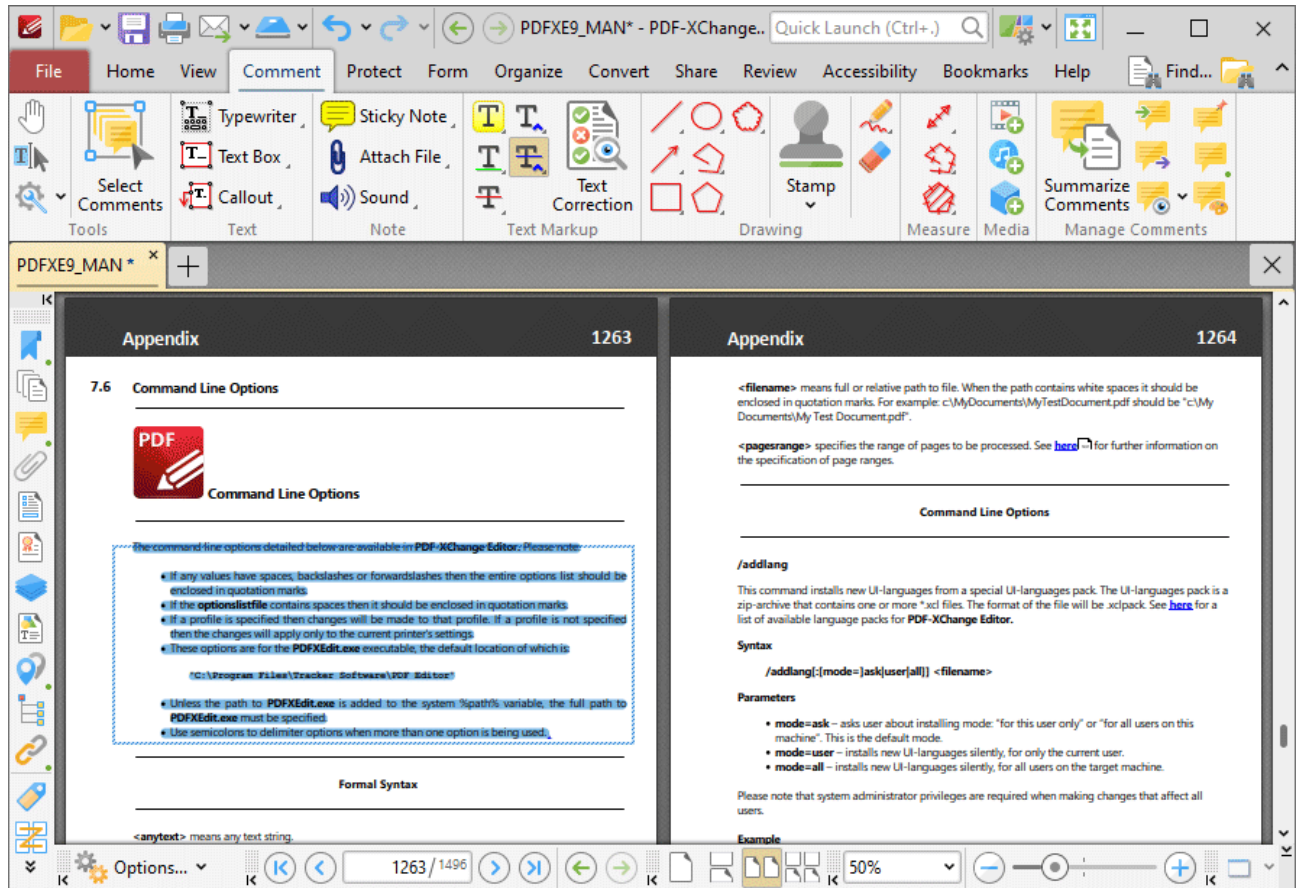 PDFXE9_MAN* - PDF-XChange..
Quick Launch (Ctrl+.)
File Home View Comment Protect Form Organize Convert Share Review Accessibility Bookmarks Help Find...
Select Comments
Tools
Typewriter
Text Box
Callout
Text
Sticky Note
Attach File
Sound
Note
Text Correction
Text Markup
Stamp
Drawing
Measure
Media
Summarize Comments
Manage Comments
PDFXE9_MAN *
Appendix 1263
7.6 Command Line Options
PDF
Command Line Options
The command line options detailed below are available in PDF-XChange Editor. Please note:
• If any values have spaces, backslashes or forwardslashes then the entire options list should be
enclosed in quotation marks.
• If the optionslistfile contains spaces then it should be enclosed in quotation marks.
• If a profile is specified then changes will be made to that profile. If a profile is not specified
then the changes will apply only to the current printer's settings.
• These options are for the PDFXEdit.exe executable, the default location of which is:
"C:\Program Files\Tracker Software\PDF Editor"
• Unless the path to PDFXEdit.exe is added to the system %path% variable, the full path to
PDFXEdit.exe must be specified.
• Use semicolons to delimiter options when more than one option is being used.
Formal Syntax
<anytext> means any text string.
Appendix 1264
<filename> means full or relative path to file. When the path contains white spaces it should be
enclosed in quotation marks. For example: c:\MyDocuments\MyTestDocument.pdf should be "c:\My
Documents\My Test Document.pdf".
<pagesrange> specifies the range of pages to be processed. See here for further information on
the specification of page ranges.
Command Line Options
/addlang
This command installs new UI-languages from a special UI-languages pack. The UI-languages pack is a
zip-archive that contains one or more *.xcl files. The format of the file will be .xclpack. See here for a
list of available language packs for PDF-XChange Editor.
Syntax
/addlang[:[mode=]ask|user|all]] <filename>
Parameters
• mode=ask – asks user about installing mode: "for this user only" or "for all users on this
machine". This is the default mode.
• mode=user – installs new UI-languages silently, for only the current user.
• mode=all – installs new UI-languages silently, for all users on the target machine.
Please note that system administrator privileges are required when making changes that affect all
users.
Example
Options... 1263 / 1496 50%